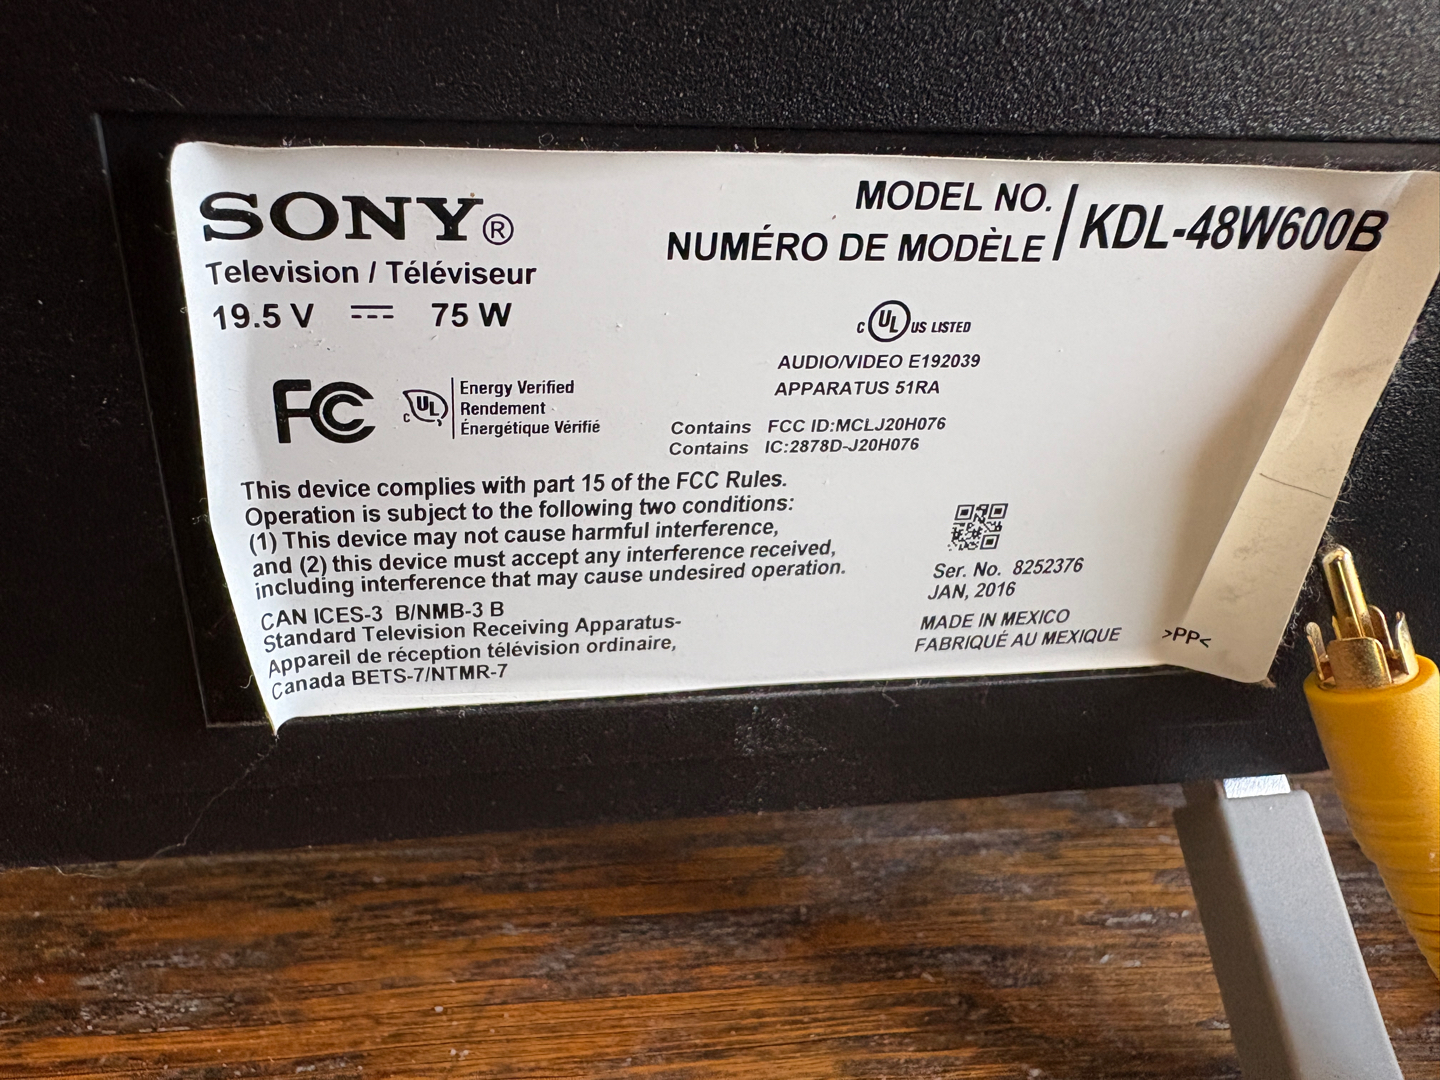 SONY®
Television / Téléviseur
19.5 V ⎓ 75 W
MODEL NO.
NUMÉRO DE MODÈLE
KDL-48W600B
C UL US LISTED
AUDIO/VIDEO E192039
APPARATUS 51RA
FC
C UL
Energy Verified
Rendement
Énergétique Vérifié
Contains FCC ID:MCLJ20H076
Contains IC:2878D-J20H076
This device complies with part 15 of the FCC Rules.
Operation is subject to the following two conditions:
(1) This device may not cause harmful interference,
and (2) this device must accept any interference received,
including interference that may cause undesired operation.
CAN ICES-3 B/NMB-3 B
Standard Television Receiving Apparatus-
Appareil de réception télévision ordinaire,
Canada BETS-7/NTMR-7
Ser. No. 8252376
JAN, 2016
MADE IN MEXICO
FABRIQUÉ AU MEXIQUE
>PP<